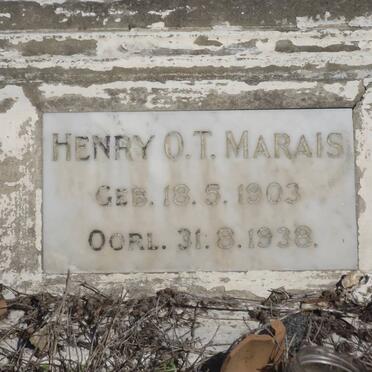 HENRY O.T. MARAIS
GEB. 18.5.1903
OORL. 31.8.1938.